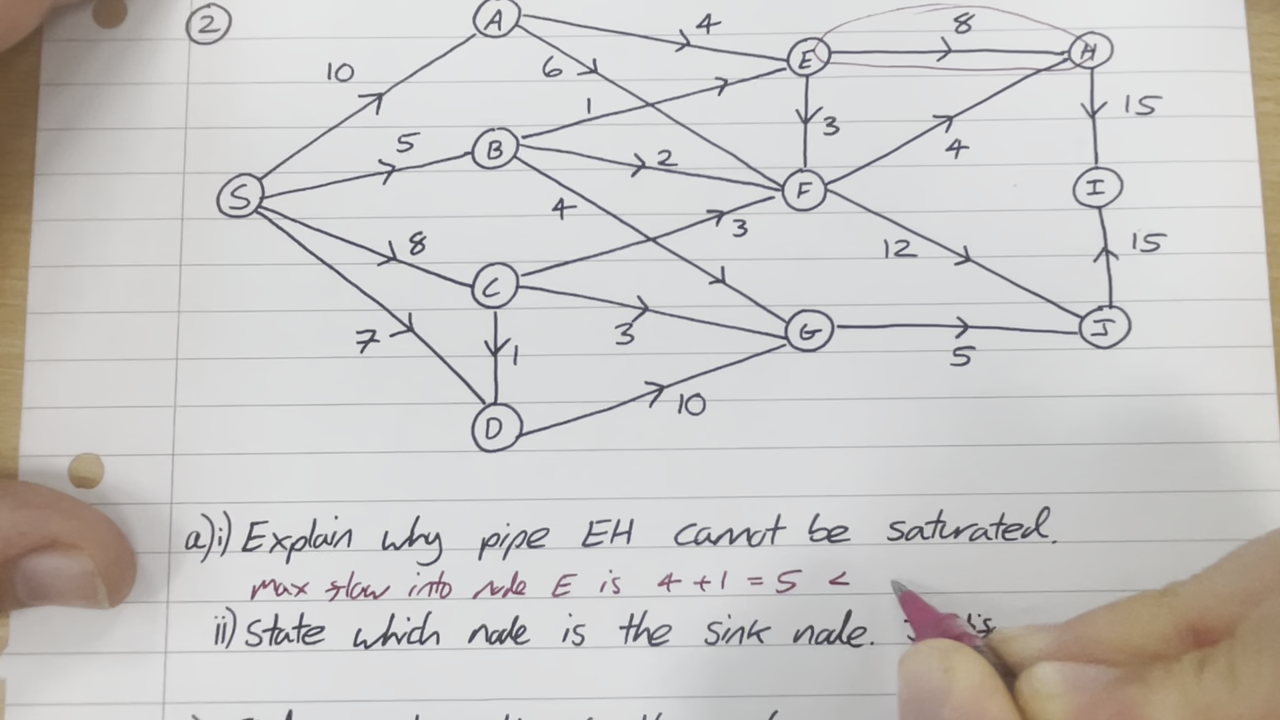 2
A 4 E 8 H
10 6 1 3 15
5 B 2 F 4 I
S 4 3 12 15
8 C 3 G 5 J
7 1 10
D
a)i) Explain why pipe EH cannot be saturated.
max flow into node E is 4 + 1 = 5 <
ii) State which node is the sink node.